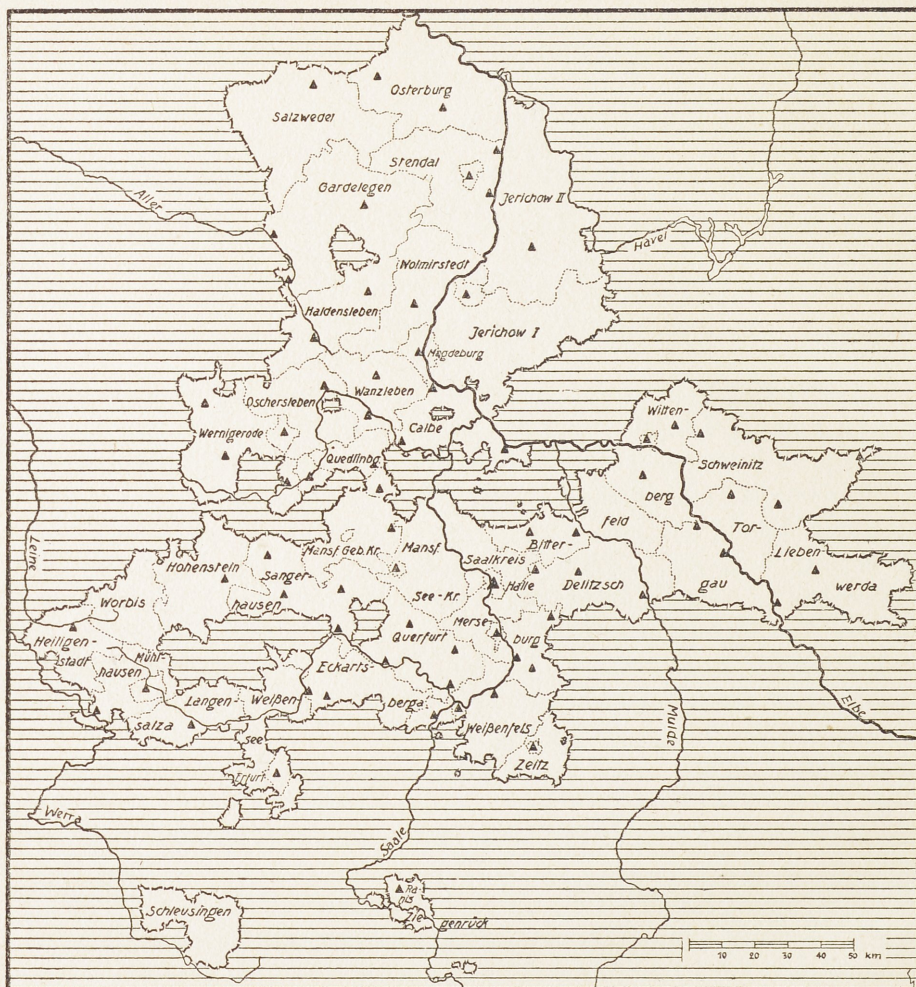 Osterburg
Salzwedel
Stendal
Gardelegen
Jerichow II
Aller
Havel
Wolmirstedt
Haldensleben
Jerichow I
Magdeburg
Wanzleben
Oschersleben
Wernigerode
Calbe
Quedlinbg
Witten-
Schweinitz
berg
feld
Tor-
Lieben-
werda
gau
Bitter-
Delitzsch
Saalkreis
Halle
Mansf. Geb. Kr.
Mansf.
See-Kr.
Hohenstein
Sanger-
hausen
Leine
Worbis
Heiligen-
stadt
Mühl-
hausen
Merse-
burg
Querfurt
Eckarts-
berga
Langen-
salza
Weißen-
see
Weißenfels
Zeitz
Erfurt
Elbe
Mulde
Werra
Saale
Schleusingen
Ra-
nis
Zie-
genrück
10 20 30 40 50 km